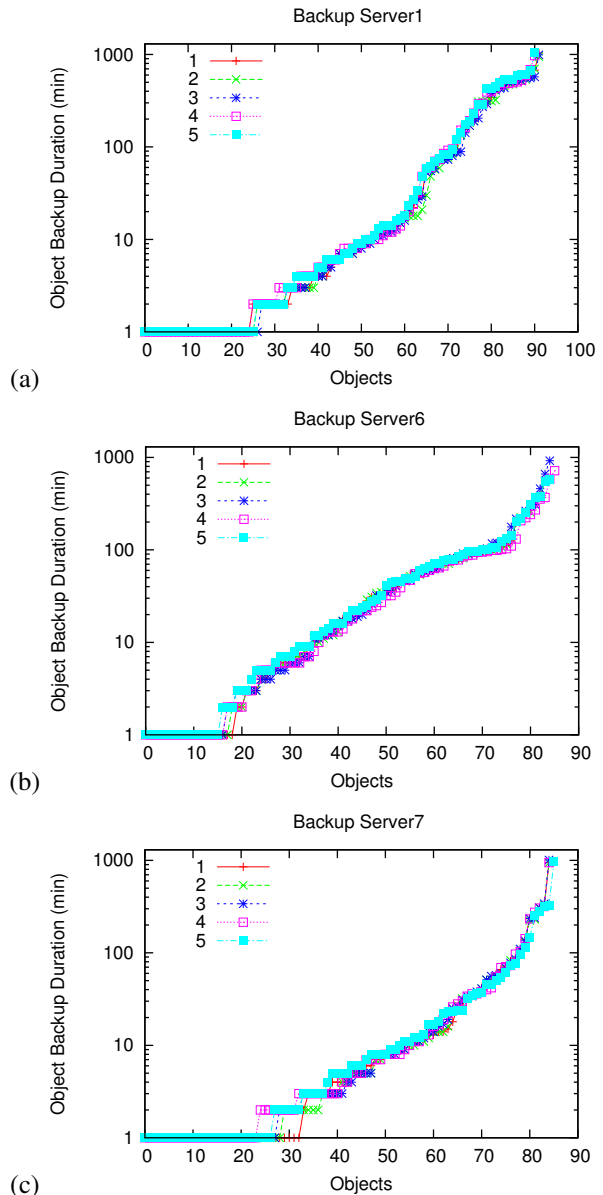 Backup Server1
Object Backup Duration (min)
1000
100
10
1
1
2
3
4
5
0 10 20 30 40 50 60 70 80 90 100
Objects
(a)
Backup Server6
Object Backup Duration (min)
1000
100
10
1
1
2
3
4
5
0 10 20 30 40 50 60 70 80 90
Objects
(b)
Backup Server7
Object Backup Duration (min)
1000
100
10
1
1
2
3
4
5
0 10 20 30 40 50 60 70 80 90
Objects
(c)